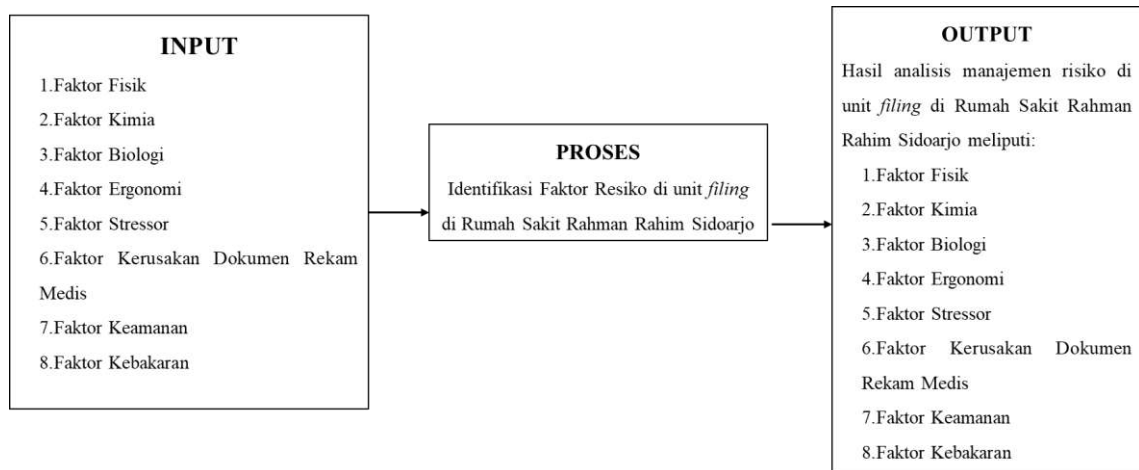 INPUT
1.Faktor Fisik
2.Faktor Kimia
3.Faktor Biologi
4.Faktor Ergonomi
5.Faktor Stressor
6.Faktor Kerusakan Dokumen Rekam
Medis
7.Faktor Keamanan
8.Faktor Kebakaran
PROSES
Identifikasi Faktor Resiko di unit filing
di Rumah Sakit Rahman Rahim Sidoarjo
OUTPUT
Hasil analisis manajemen risiko di
unit filing di Rumah Sakit Rahman
Rahim Sidoarjo meliputi:
1.Faktor Fisik
2.Faktor Kimia
3.Faktor Biologi
4.Faktor Ergonomi
5.Faktor Stressor
6.Faktor Kerusakan Dokumen
Rekam Medis
7.Faktor Keamanan
8.Faktor Kebakaran